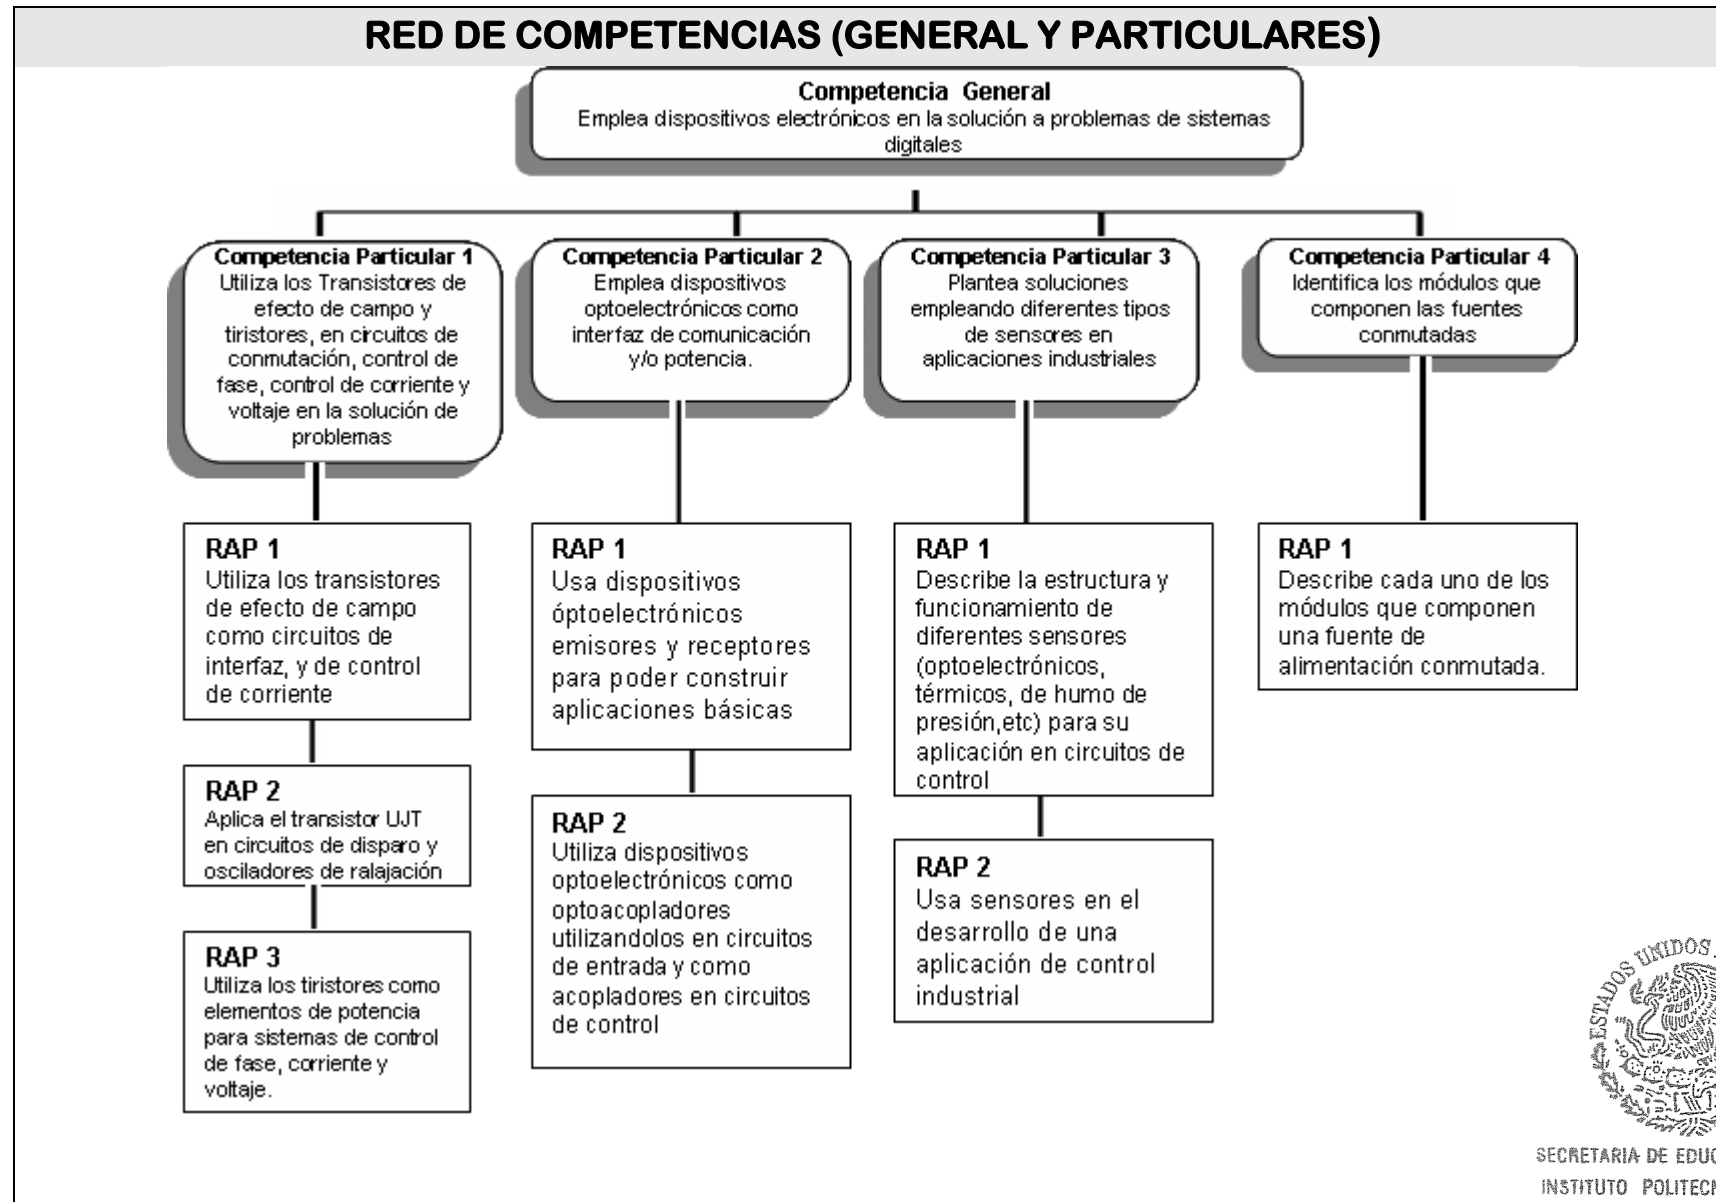 RED DE COMPETENCIAS (GENERAL Y PARTICULARES)
Competencia General
Emplea dispositivos electrónicos en la solución a problemas de sistemas
digitales
Competencia Particular 1
Utiliza los Transistores de
efecto de campo y
tiristores, en circuitos de
conmutación, control de
fase, control de corriente y
voltaje en la solución de
problemas
Competencia Particular 2
Emplea dispositivos
optoelectrónicos como
interfaz de comunicación
y/o potencia.
Competencia Particular 3
Plantea soluciones
empleando diferentes tipos
de sensores en
aplicaciones industriales
Competencia Particular 4
Identifica los módulos que
componen las fuentes
conmutadas
RAP 1
Utiliza los transistores
de efecto de campo
como circuitos de
interfaz, y de control
de corriente
RAP 2
Aplica el transistor UJT
en circuitos de disparo y
osciladores de ralajación
RAP 3
Utiliza los tiristores como
elementos de potencia
para sistemas de control
de fase, corriente y
voltaje.
RAP 1
Usa dispositivos
óptoelectrónicos
emisores y receptores
para poder construir
aplicaciones básicas
RAP 2
Utiliza dispositivos
optoelectrónicos como
optoacopladores
utilizandolos en circuitos
de entrada y como
acopladores en circuitos
de control
RAP 1
Describe la estructura y
funcionamiento de
diferentes sensores
(optoelectrónicos,
térmicos, de humo de
presión,etc) para su
aplicación en circuitos de
control
RAP 2
Usa sensores en el
desarrollo de una
aplicación de control
industrial
RAP 1
Describe cada uno de los
módulos que componen
una fuente de
alimentación conmutada.
ESTADOS UNIDOS
SECRETARIA DE
INSTITUTO